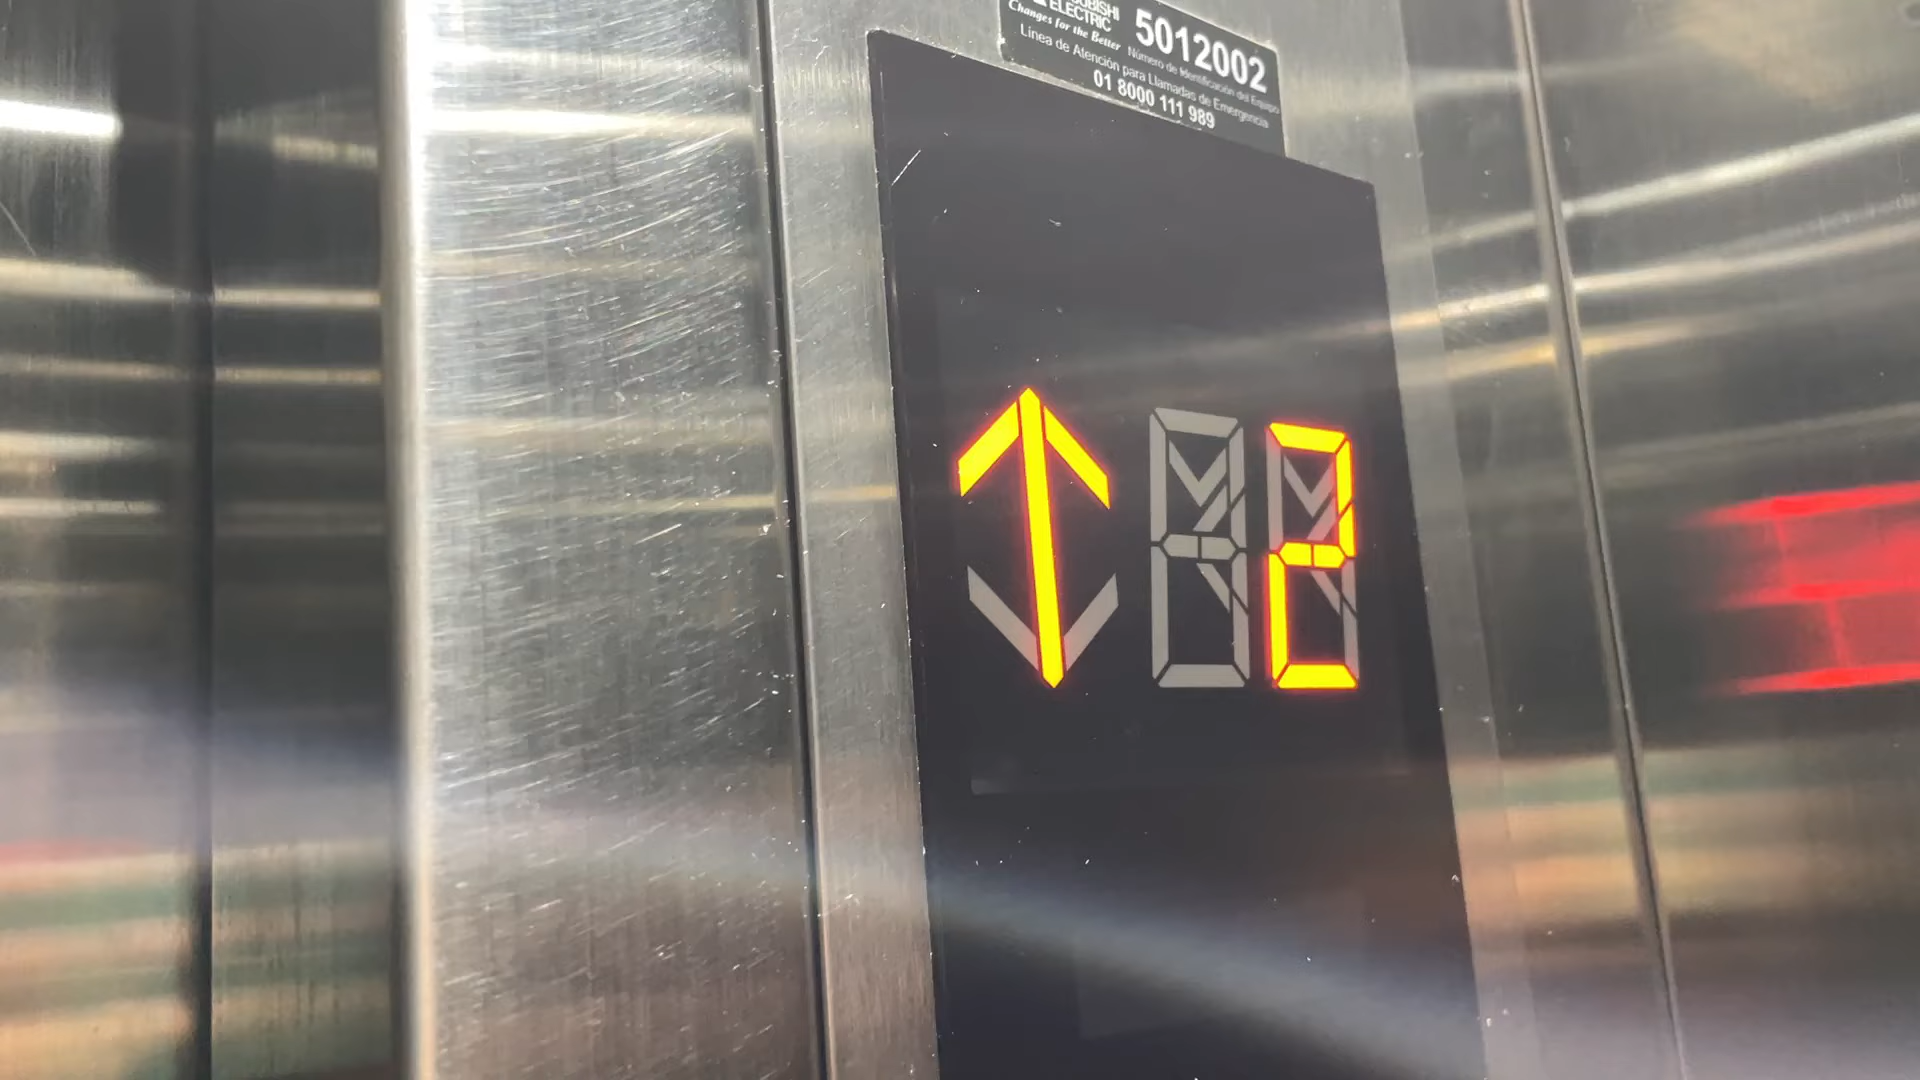 ELECTRIC
Changes for the Better
5012002
Número de Identificación del Equipo
Línea de Atención para Llamadas de Emergencia
01 8000 111 989
2